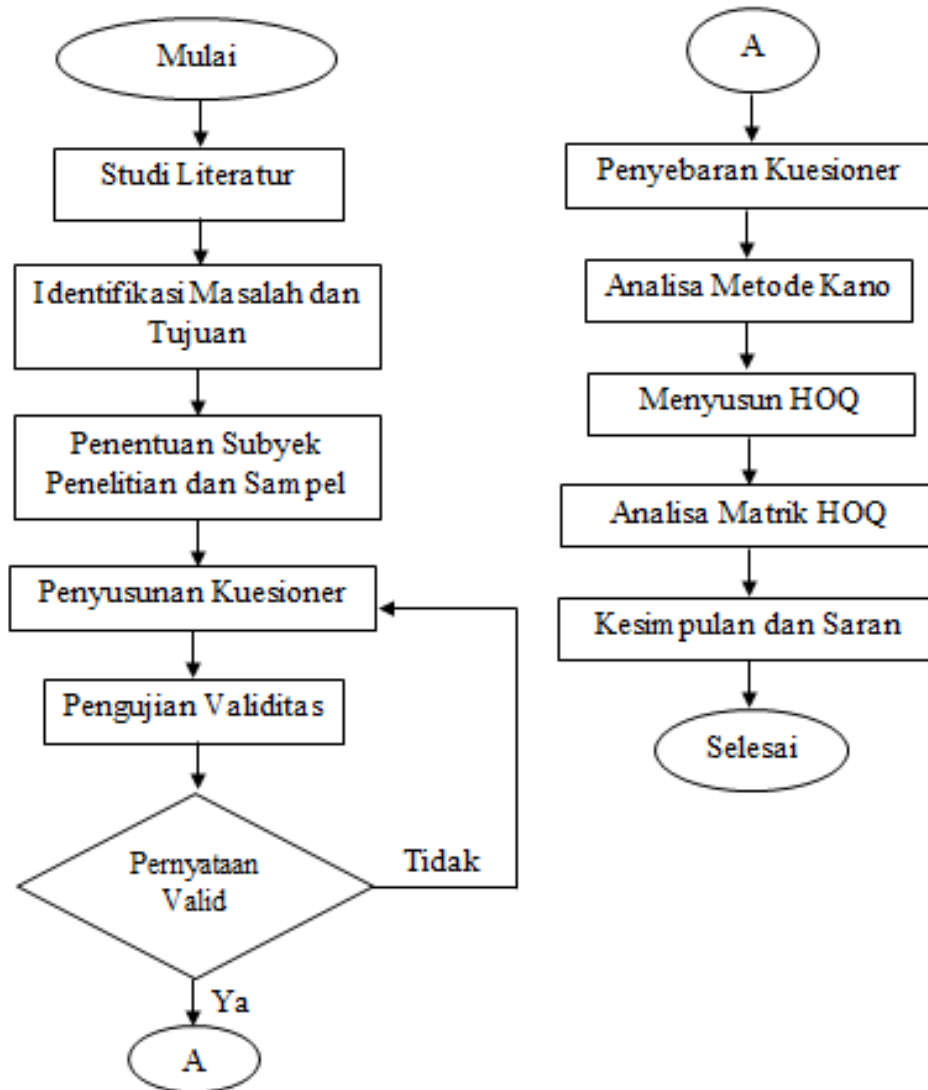 Mulai
Studi Literatur
Identifikasi Masalah dan
Tujuan
Penentuan Subyek
Penelitian dan Sampel
Penyusunan Kuesioner
Pengujian Validitas
Pernyataan
Valid
Tidak
Ya
A
A
Penyebaran Kuesioner
Analisa Metode Kano
Menyusun HOQ
Analisa Matrik HOQ
Kesimpulan dan Saran
Selesai